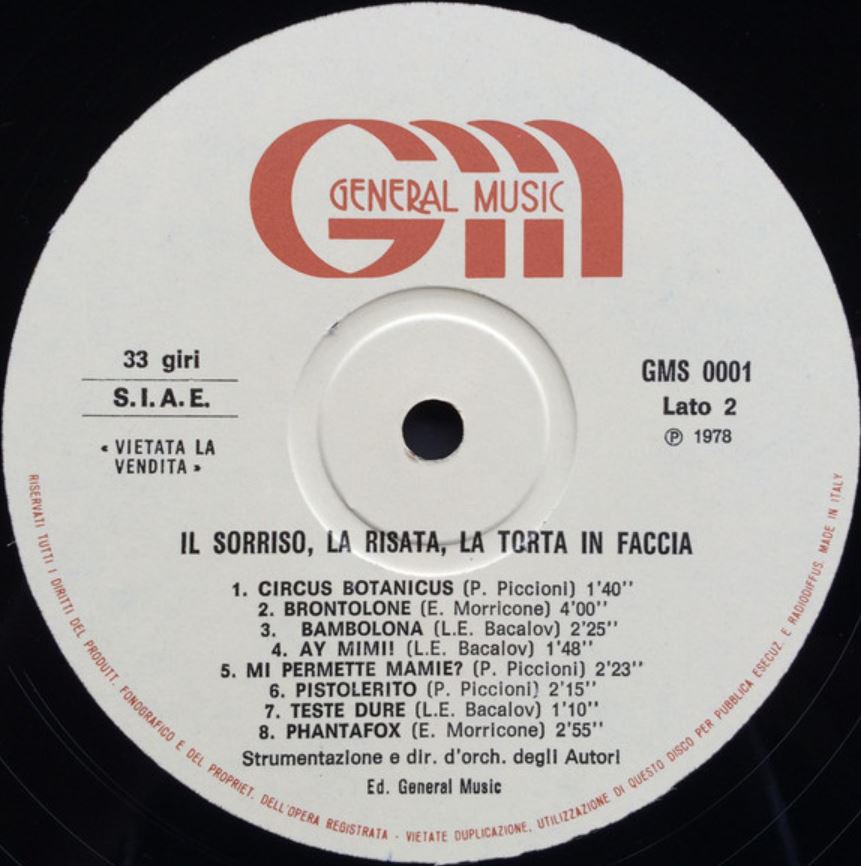 GENERAL MUSIC
33 giri
S.I.A.E.
« VIETATA LA
VENDITA »
GMS 0001
Lato 2
Ⓟ 1978
IL SORRISO, LA RISATA, LA TORTA IN FACCIA
1. CIRCUS BOTANICUS (P. Piccioni) 1'40''
2. BRONTOLONE (E. Morricone) 4'00''
3. BAMBOLONA (L.E. Bacalov) 2'25''
4. AY MIMI! (L.E. Bacalov) 1'48''
5. MI PERMETTE MAMIE? (P. Piccioni) 2'23''
6. PISTOLERITO (P. Piccioni) 2'15''
7. TESTE DURE (L.E. Bacalov) 1'10''
8. PHANTAFOX (E. Morricone) 2'55''
Strumentazione e dir. d'orch. degli Autori
Ed. General Music
RISERVATI TUTTI I DIRITTI DEL PRODUTT. FONOGRAFICO E DEL PROPRIET. DELL'OPERA REGISTRATA - VIETATE DUPLICAZIONE, UTILIZZAZIONE DI QUESTO DISCO PER PUBBLICA ESECUZ. E RADIODIFFUS. MADE IN ITALY